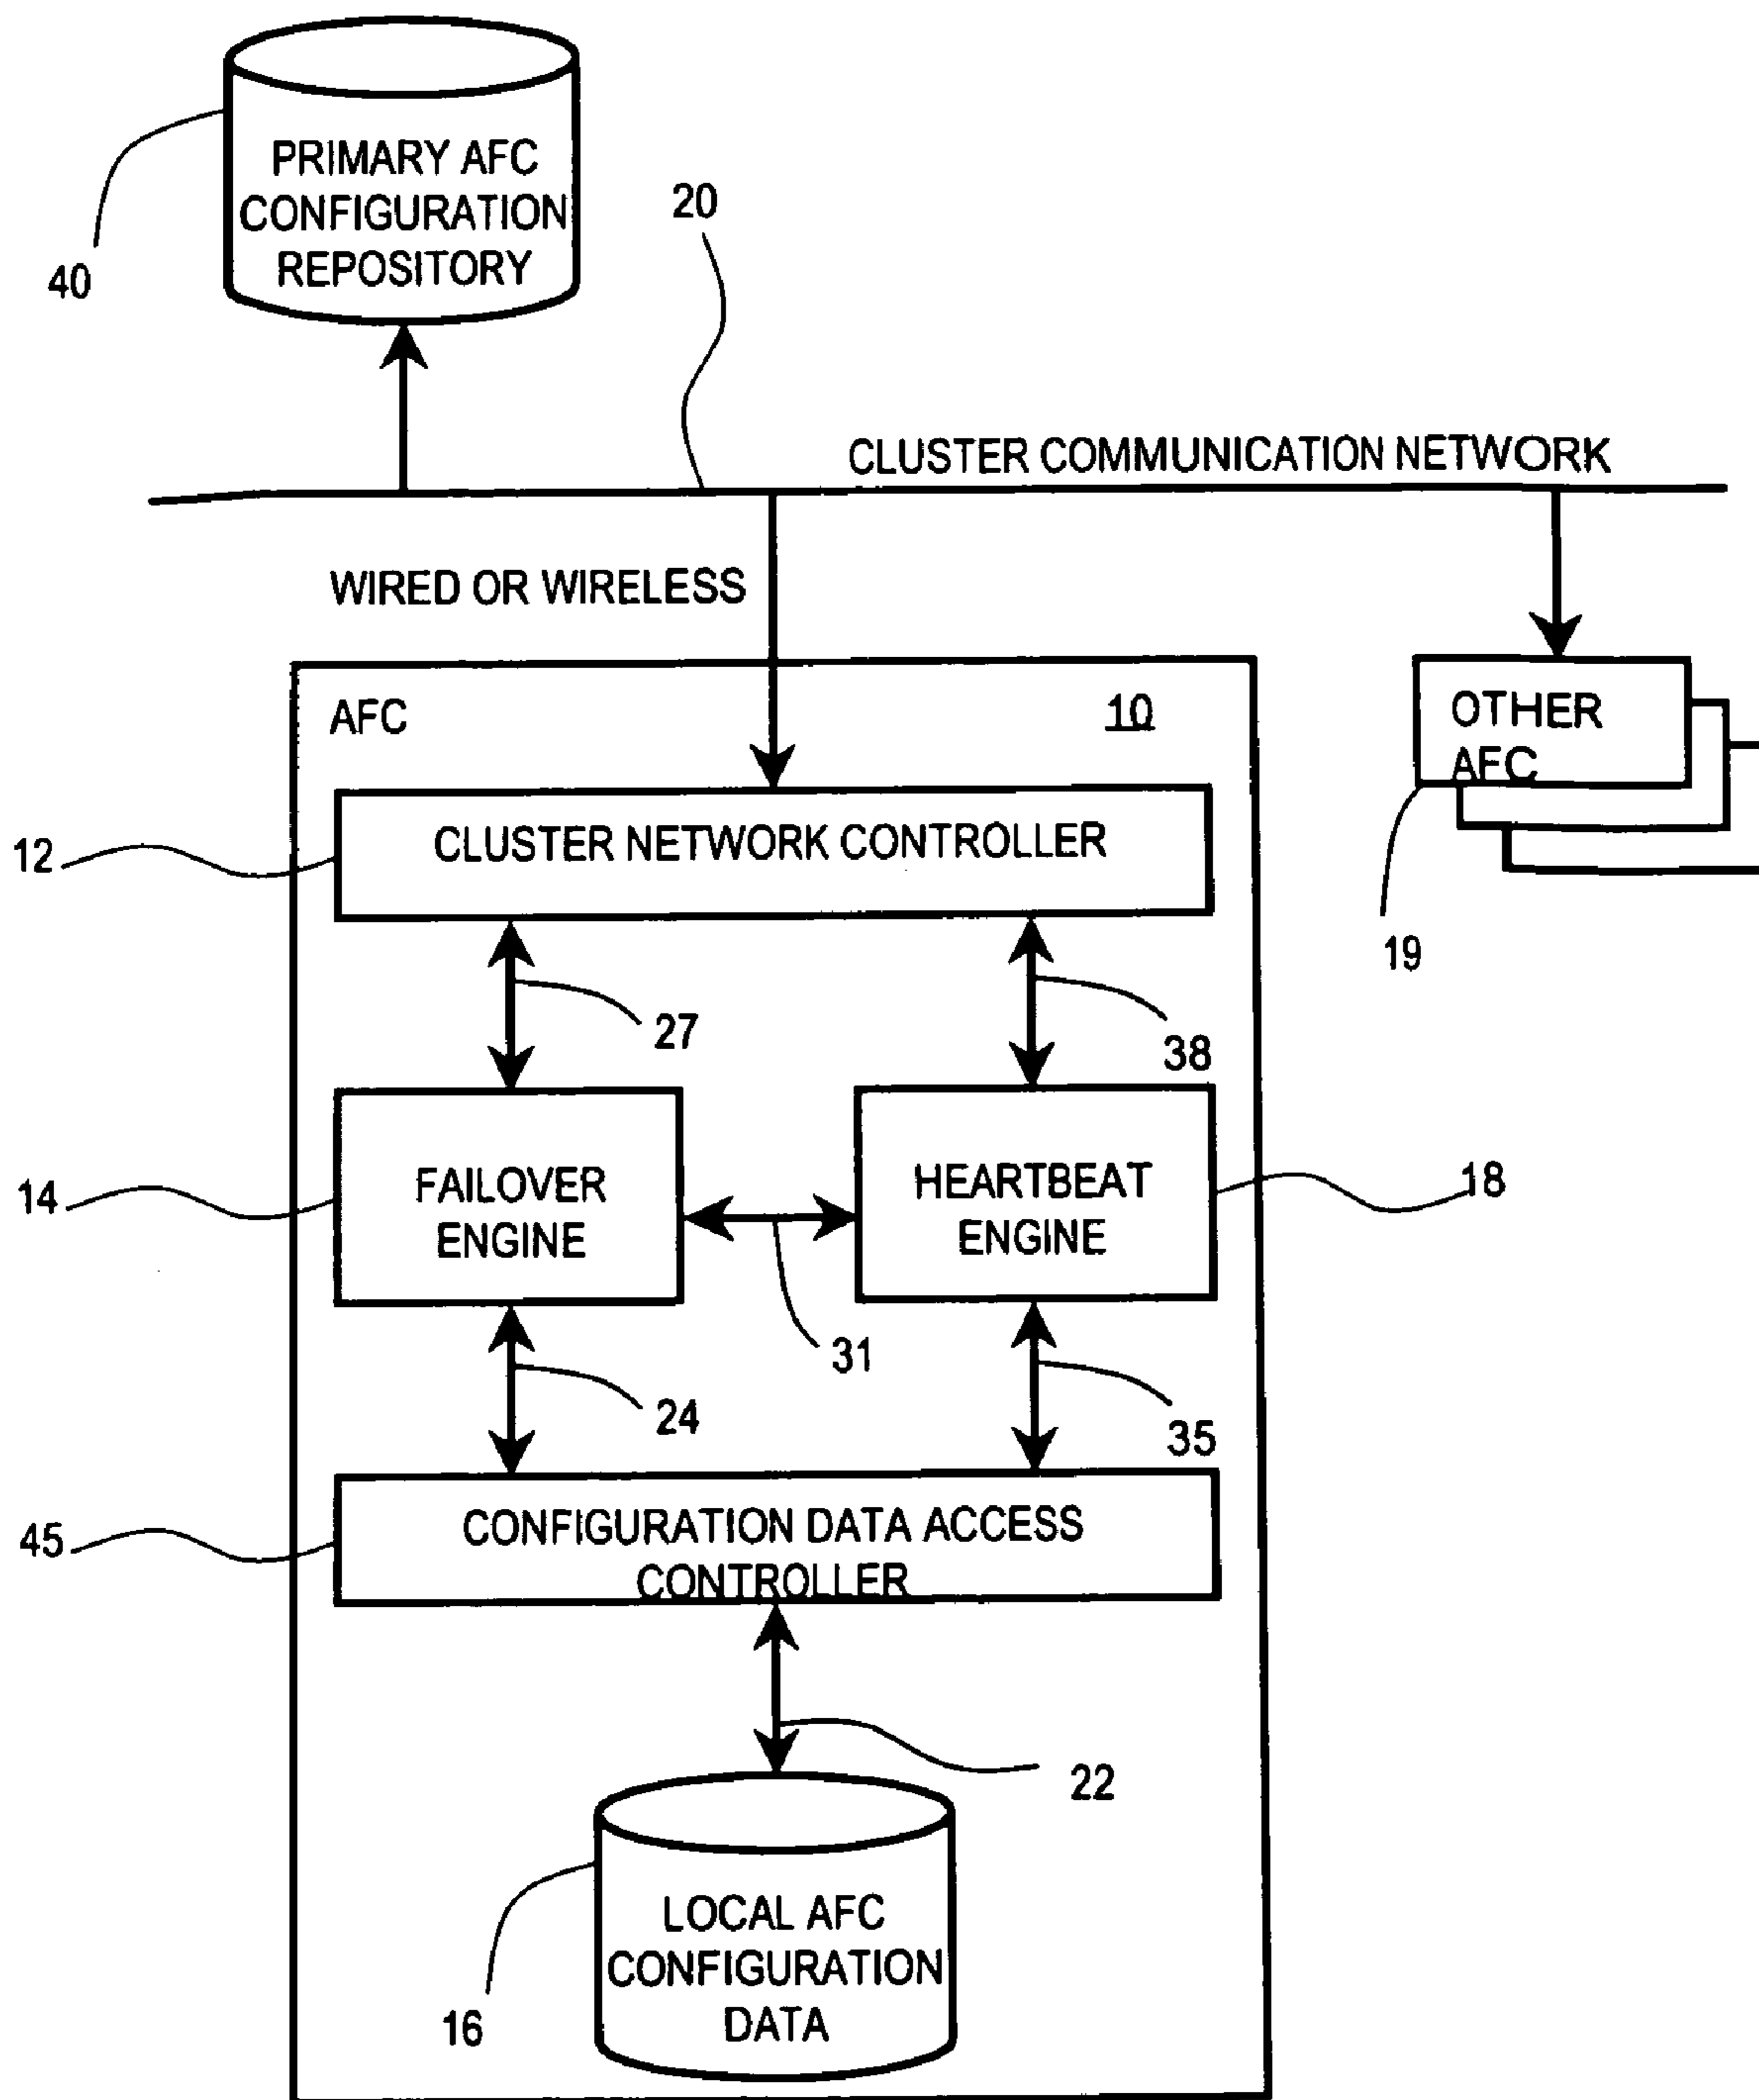 PRIMARY AFC
CONFIGURATION
REPOSITORY
40
20
CLUSTER COMMUNICATION NETWORK
WIRED OR WIRELESS
AFC
10
OTHER
AFC
19
CLUSTER NETWORK CONTROLLER
12
27
38
FAILOVER
ENGINE
14
HEARTBEAT
ENGINE
18
31
24
35
CONFIGURATION DATA ACCESS
CONTROLLER
45
22
LOCAL AFC
CONFIGURATION
DATA
16